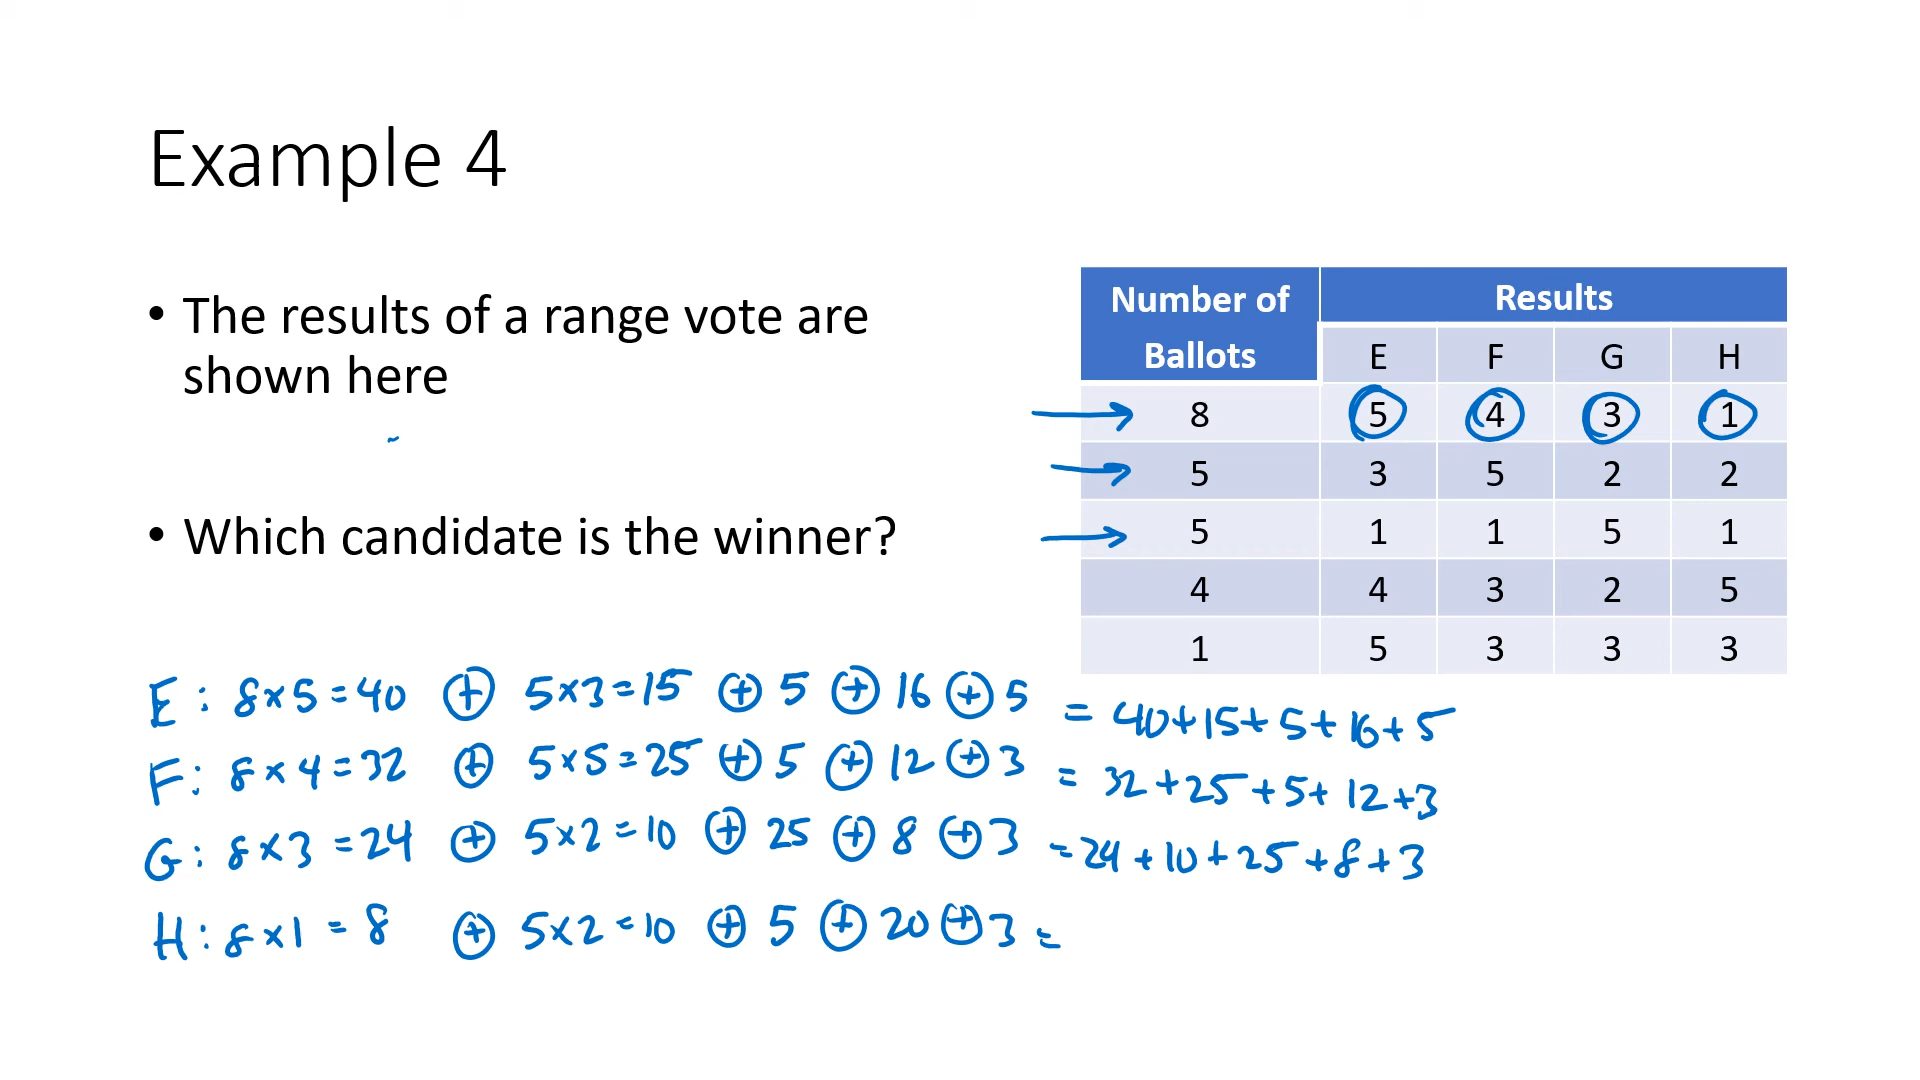 Example 4
• The results of a range vote are
shown here
• Which candidate is the winner?
Number of Ballots Results
E F G H
8 5 4 3 1
5 3 5 2 2
5 1 1 5 1
4 4 3 2 5
1 5 3 3 3
E: 8×5=40 + 5×3=15 + 5 + 16 + 5 = 40+15+5+16+5
F: 8×4=32 + 5×5=25 + 5 + 12 + 3 = 32+25+5+12+3
G: 8×3=24 + 5×2=10 + 25 + 8 + 3 =24+10+25+8+3
H: 8×1=8 + 5×2=10 + 5 + 20 + 3 =